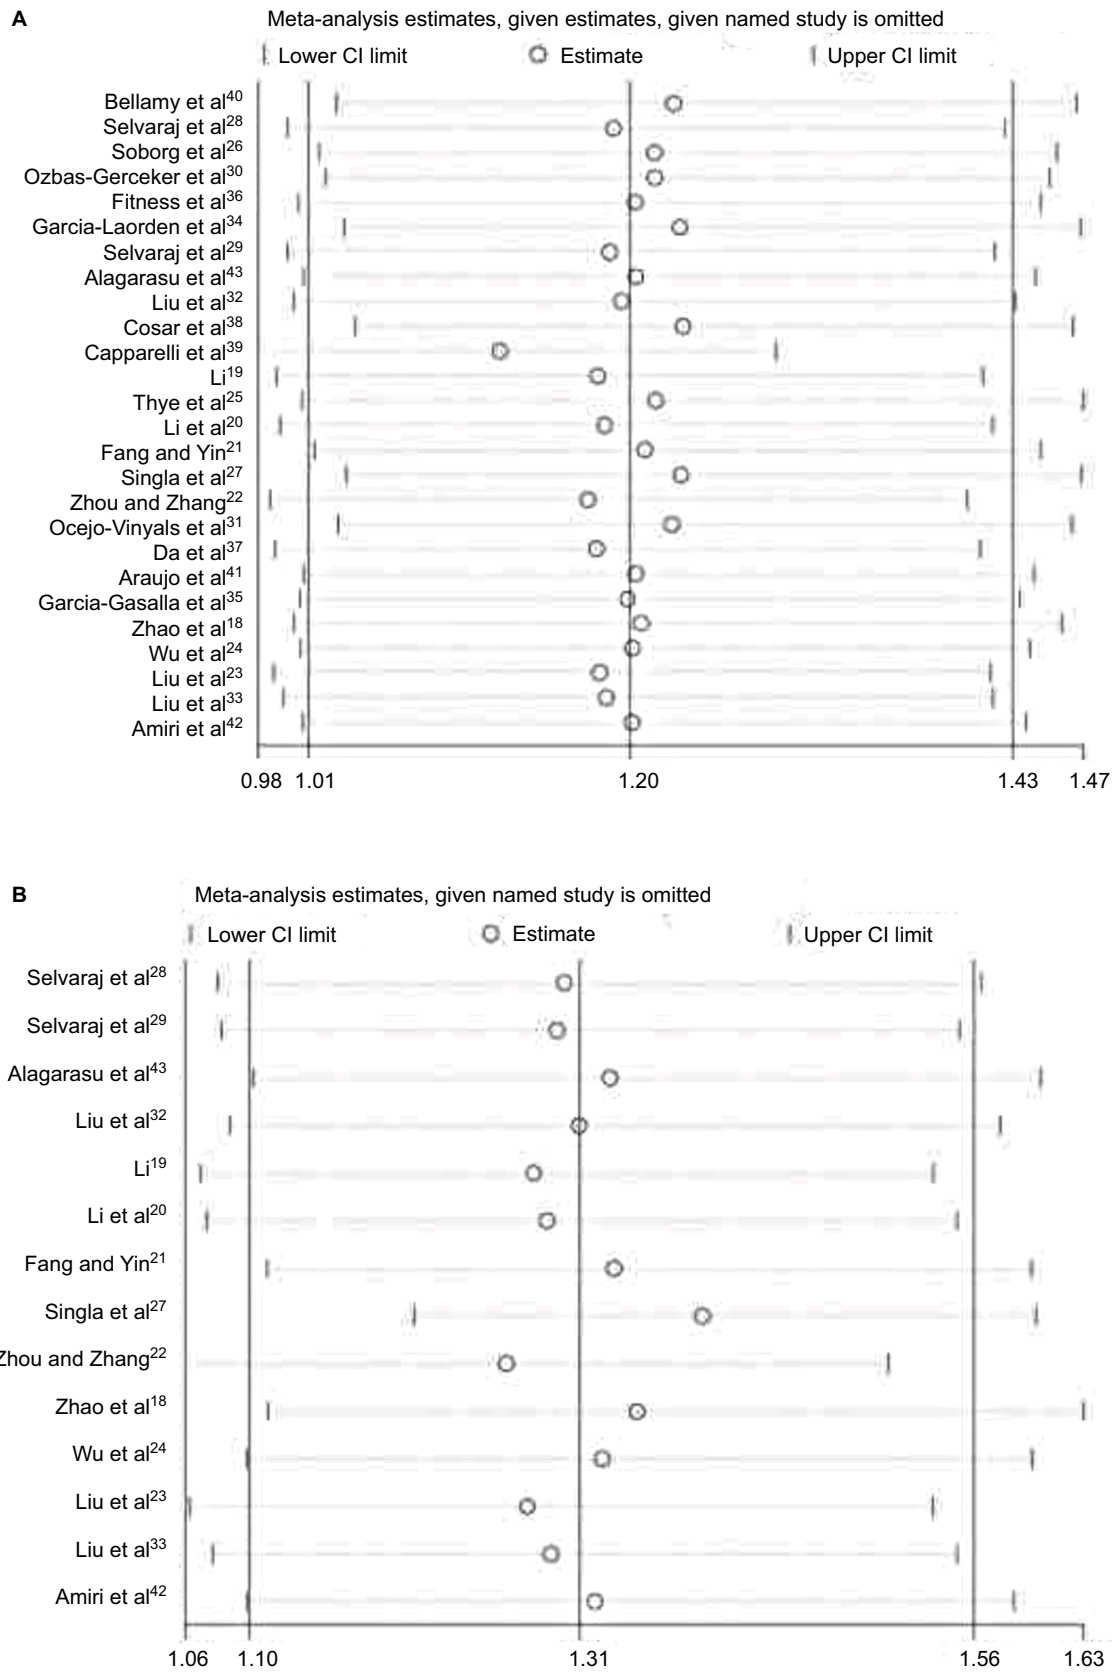 A
Meta-analysis estimates, given estimates, given named study is omitted
Lower CI limit Estimate Upper CI limit
Bellamy et al40
Selvaraj et al28
Soborg et al26
Ozbas-Gerceker et al30
Fitness et al36
Garcia-Laorden et al34
Selvaraj et al29
Alagarasu et al43
Liu et al32
Cosar et al38
Capparelli et al39
Li19
Thye et al25
Li et al20
Fang and Yin21
Singla et al27
Zhou and Zhang22
Ocejo-Vinyals et al31
Da et al37
Araujo et al41
Garcia-Gasalla et al35
Zhao et al18
Wu et al24
Liu et al23
Liu et al33
Amiri et al42
0.98 1.01 1.20 1.43 1.47
B
Meta-analysis estimates, given named study is omitted
Lower CI limit Estimate Upper CI limit
Selvaraj et al28
Selvaraj et al29
Alagarasu et al43
Liu et al32
Li19
Li et al20
Fang and Yin21
Singla et al27
Zhou and Zhang22
Zhao et al18
Wu et al24
Liu et al23
Liu et al33
Amiri et al42
1.06 1.10 1.31 1.56 1.63